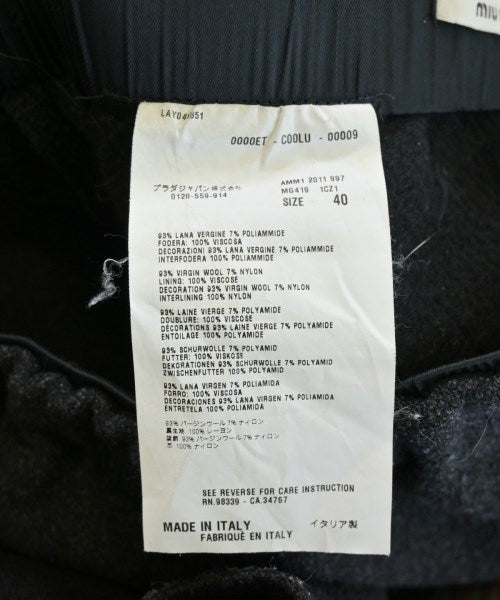 miu
LAY04
0000ET - COOLU - 00009
プラダジャパン株式会社
0120-559-914
AMM1 2011 997
MG419 1CZ1
SIZE 40
93% LANA VERGINE 7% POLIAMMIDE
FODERA: 100% VISCOSA
DECORAZIONI 93% LANA VERGINE 7% POLIAMMIDE
INTERFODERA 100% POLIAMMIDE
93% VIRGIN WOOL 7% NYLON
LINING: 100% VISCOSE
DECORATION 93% VIRGIN WOOL 7% NYLON
INTERLINING 100% NYLON
93% LAINE VIERGE 7% POLYAMIDE
DOUBLURE: 100% VISCOSE
DÉCORATIONS 93% LAINE VIERGE 7% POLYAMIDE
ENTOILAGE 100% POLYAMIDE
93% SCHURWOLLE 7% POLYAMID
FUTTER: 100% VISKOSE
DEKORATIONEN 93% SCHURWOLLE 7% POLYAMID
ZWISCHENFUTTER 100% POLYAMID
93% LANA VIRGEN 7% POLIAMIDA
FORRO: 100% VISCOSA
DECORACIONES 93% LANA VIRGEN 7% POLIAMIDA
ENTRETELA 100% POLIAMIDA
93% バージンウール 7% ナイロン
裏生地 100% レーヨン
装飾 93% バージンウール 7% ナイロン
芯 100% ナイロン
SEE REVERSE FOR CARE INSTRUCTION
RN.98339 - CA.34767
MADE IN ITALY イタリア製
FABRIQUÉ EN ITALY